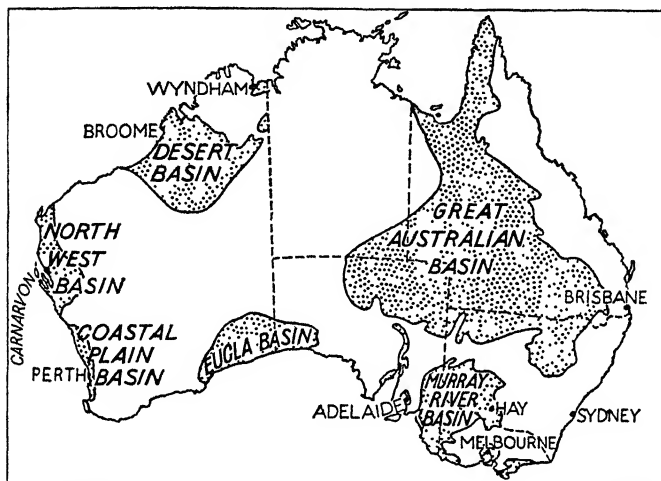 WYNDHAM
BROOME
DESERT
BASIN
NORTH
WEST
BASIN
CARNARVON
GREAT
AUSTRALIAN
BASIN
BRISBANE
COASTAL
PLAIN
BASIN
PERTH
EUCLA BASIN
ADELAIDE
MURRAY
RIVER
BASIN
HAY
SYDNEY
MELBOURNE